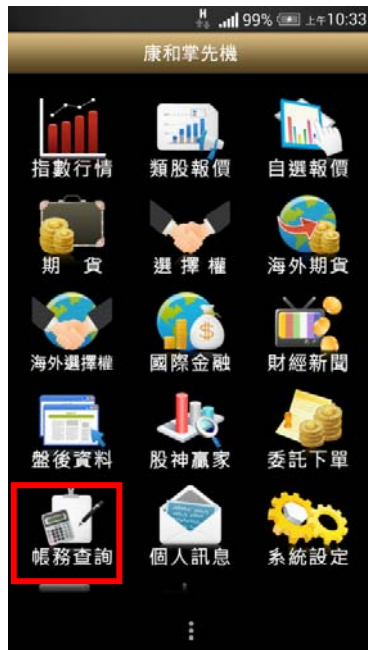 H 99% 上午10:33
康和掌先機
指數行情 類股報價 自選報價
期 貨 選 擇 權 海外期貨
海外選擇權 國際金融 財經新聞
盤後資料 股神贏家 委託下單
帳務查詢 個人訊息 系統設定